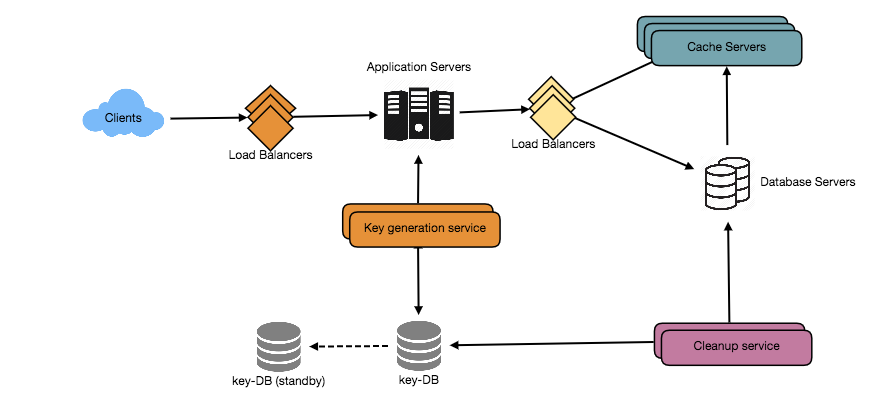 Cache Servers
Application Servers
Clients
Load Balancers
Load Balancers
Database Servers
Key generation service
Cleanup service
key-DB (standby)
key-DB